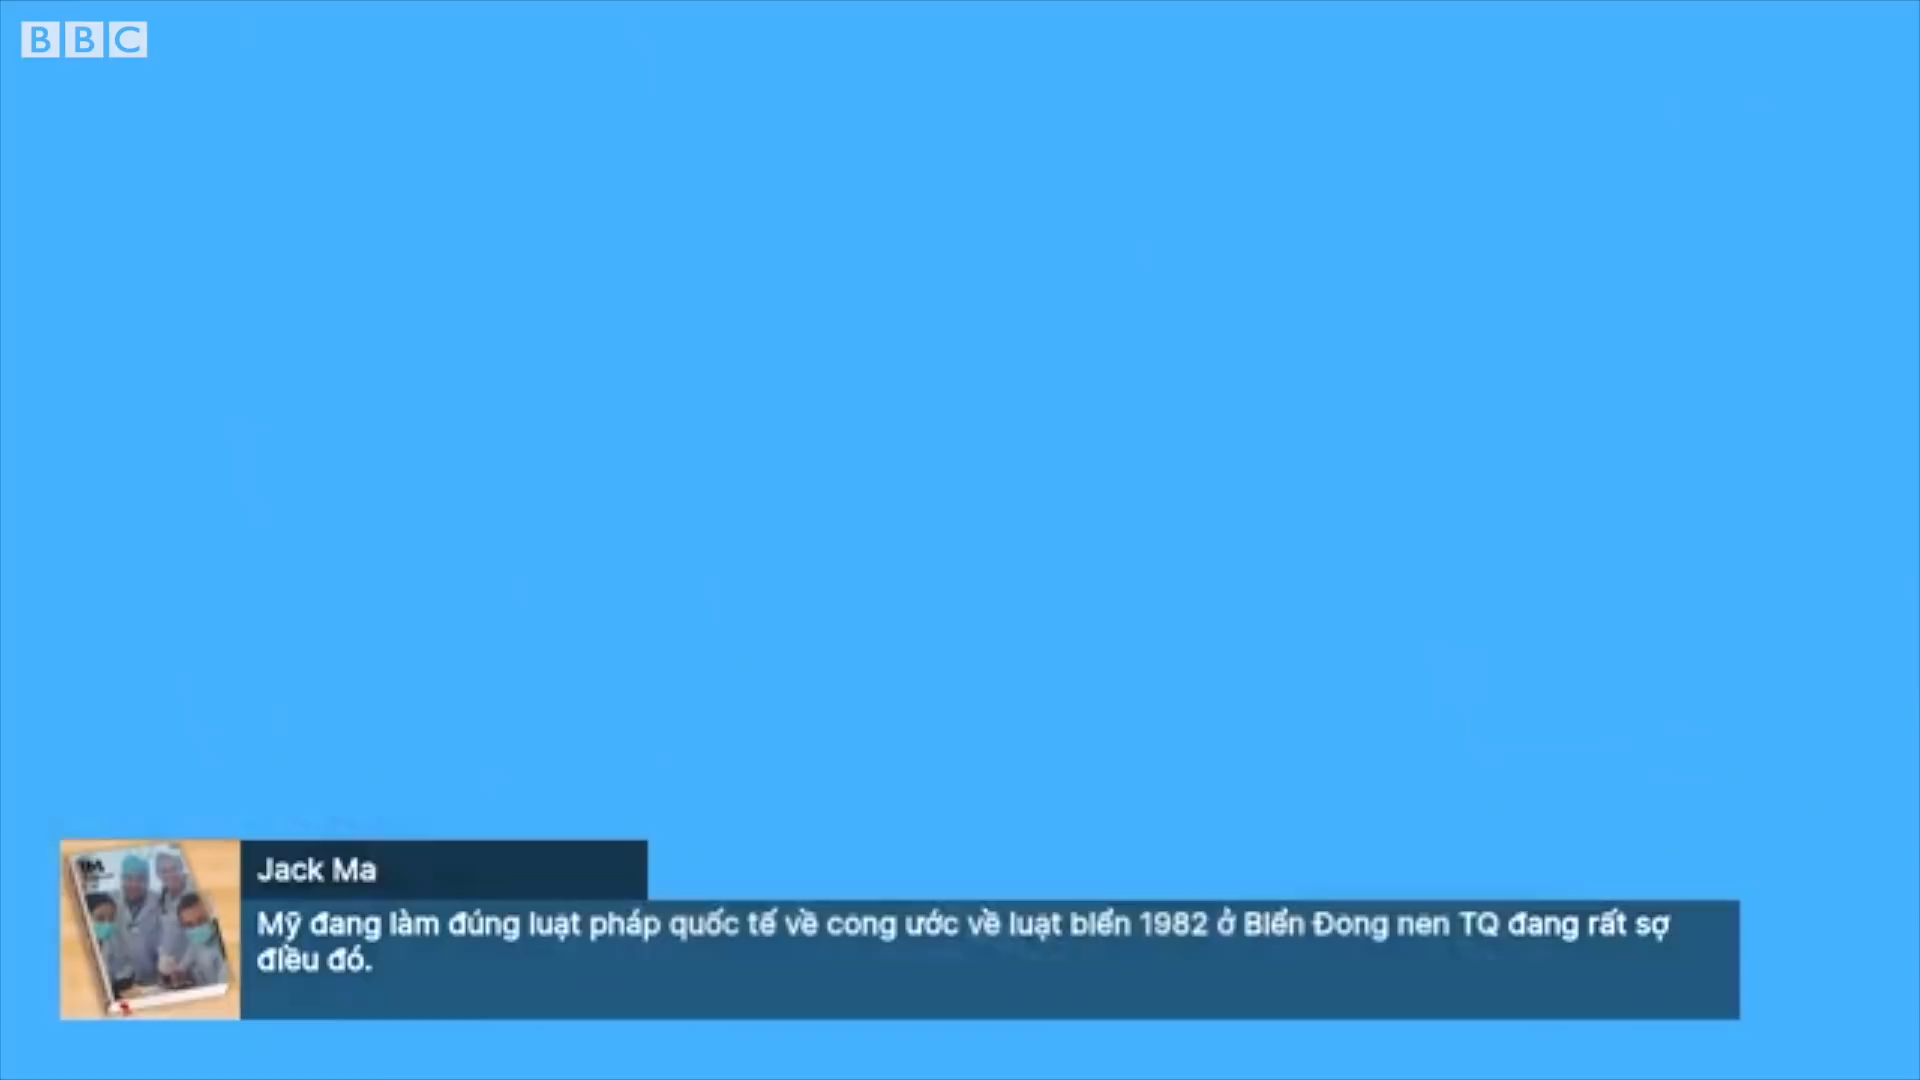 BBC
Jack Ma
Mỹ đang làm đúng luật pháp quốc tế về cong ước về luật biển 1982 ở Biển Đong nen TQ đang rất sợ
điều đó.